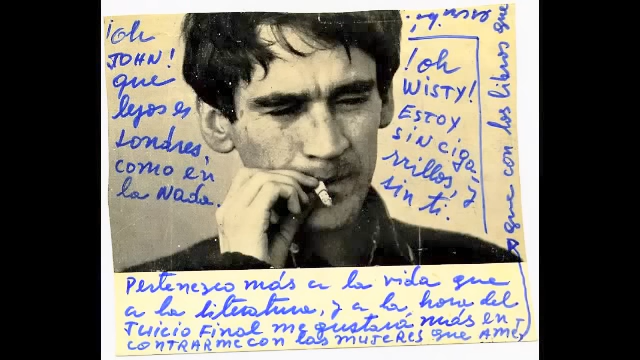 ¡oh
JOHN!
que
lejos es
Londres,
como en
la Nada.
!oh
WISTY!
ESTOY
SIN CIGA-
rrillos, y
sin ti.
Pertenezco más a la vida que
a la literatura, y a la hora del
Juicio Final me gustará más en
CONTRARME CON LAS MUJERES QUE AMÉ,
que con los libros que